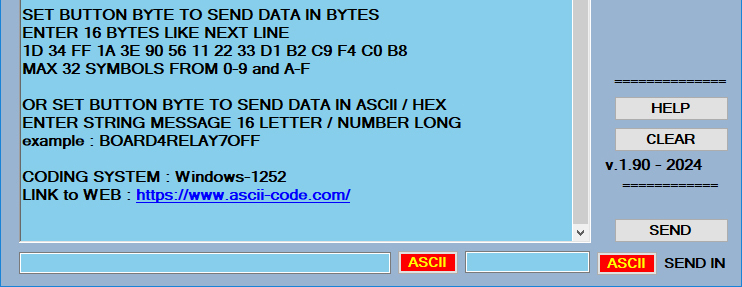 SET BUTTON BYTE TO SEND DATA IN BYTES
ENTER 16 BYTES LIKE NEXT LINE
1D 34 FF 1A 3E 90 56 11 22 33 D1 B2 C9 F4 C0 B8
MAX 32 SYMBOLS FROM 0-9 and A-F
OR SET BUTTON BYTE TO SEND DATA IN ASCII / HEX
ENTER STRING MESSAGE 16 LETTER / NUMBER LONG
example : BOARD4RELAY7OFF
CODING SYSTEM : Windows-1252
LINK to WEB : https://www.ascii-code.com/
==============
HELP
CLEAR
v.1.90 - 2024
============
SEND
ASCII
ASCII
SEND IN